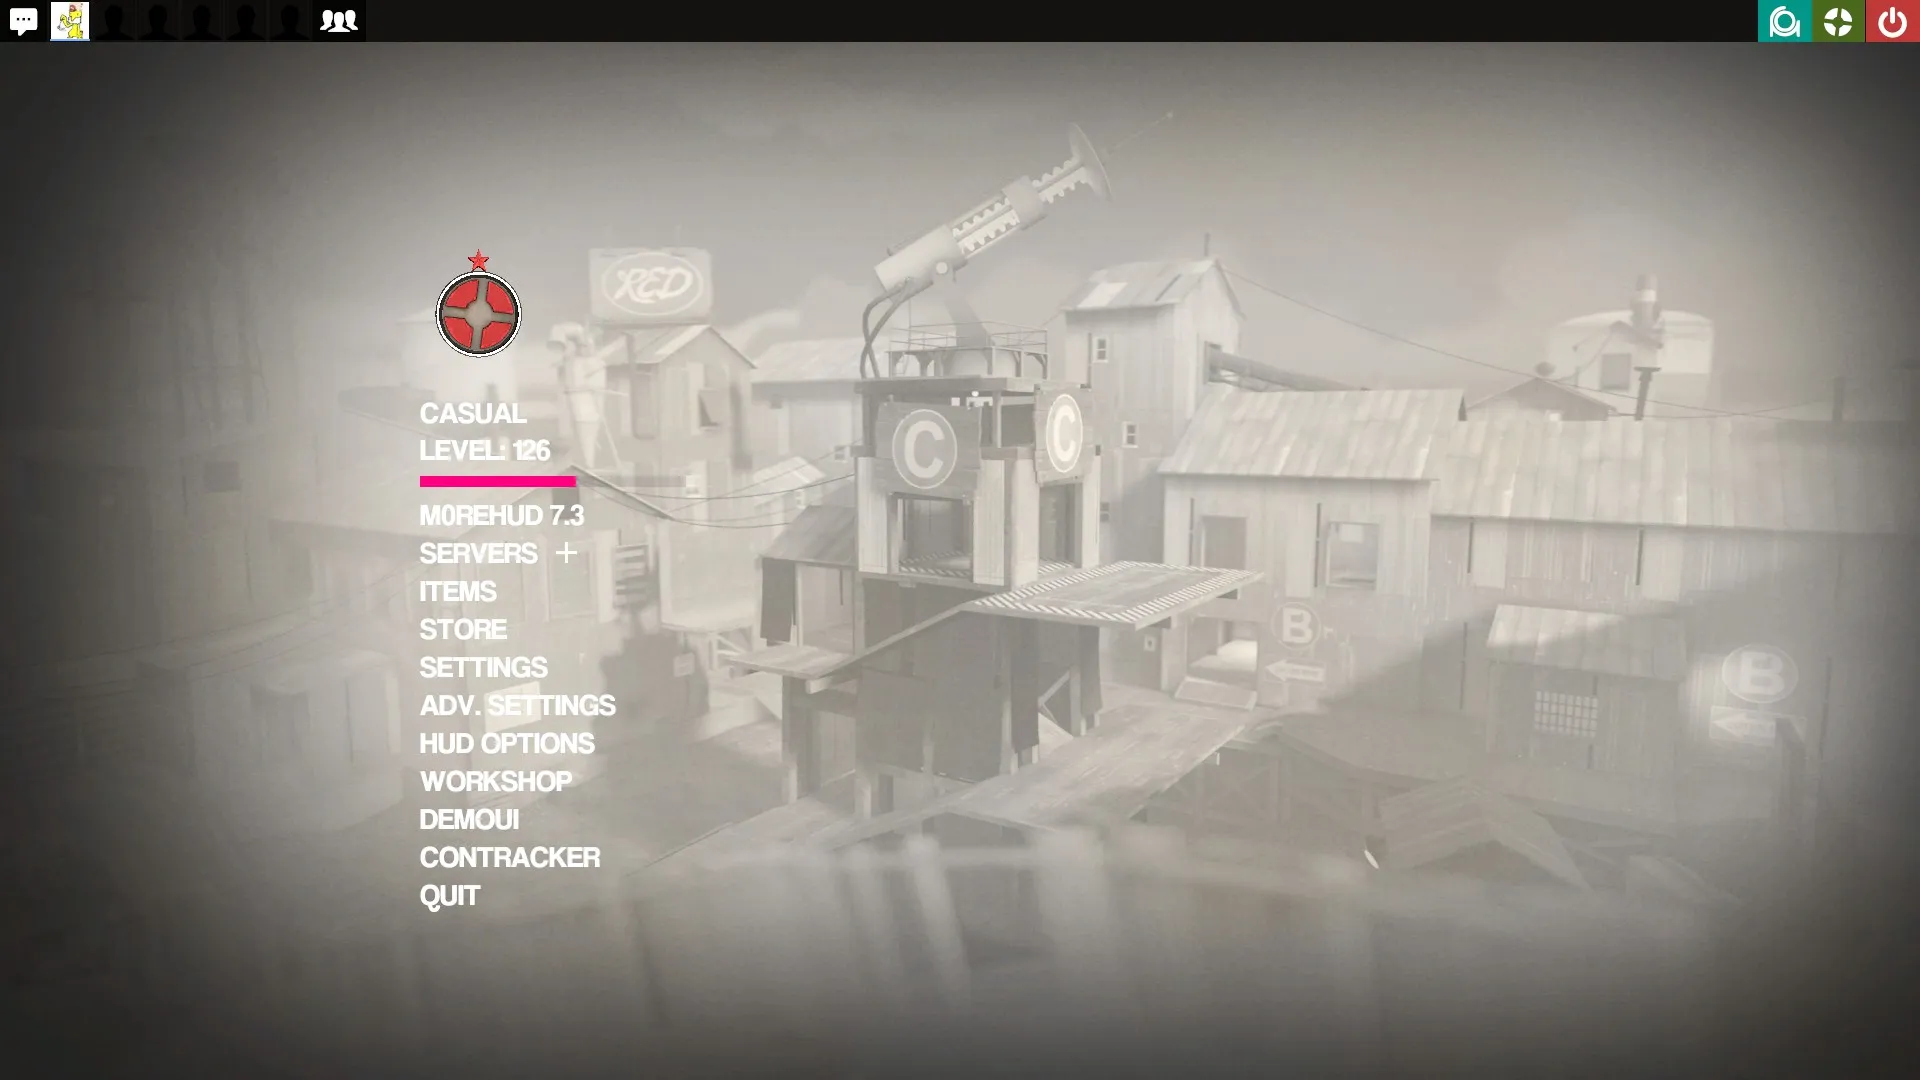 RED
CASUAL
LEVEL: 126
M0REHUD 7.3
SERVERS +
ITEMS
STORE
SETTINGS
ADV. SETTINGS
HUD OPTIONS
WORKSHOP
DEMOUI
CONTRACKER
QUIT
C
C
B
B